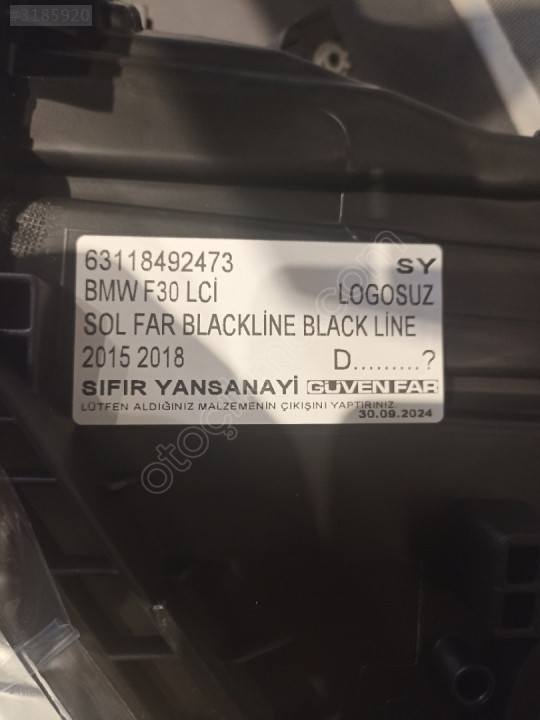 #3185920
63118492473 SY
BMW F30 LCİ LOGOSUZ
SOL FAR BLACKLİNE BLACK LİNE
2015 2018 D.........?
SIFIR YANSANAYİ GÜVEN FAR
LÜTFEN ALDIĞINIZ MALZEMENİN ÇIKIŞINI YAPTIRINIZ.
30.09.2024